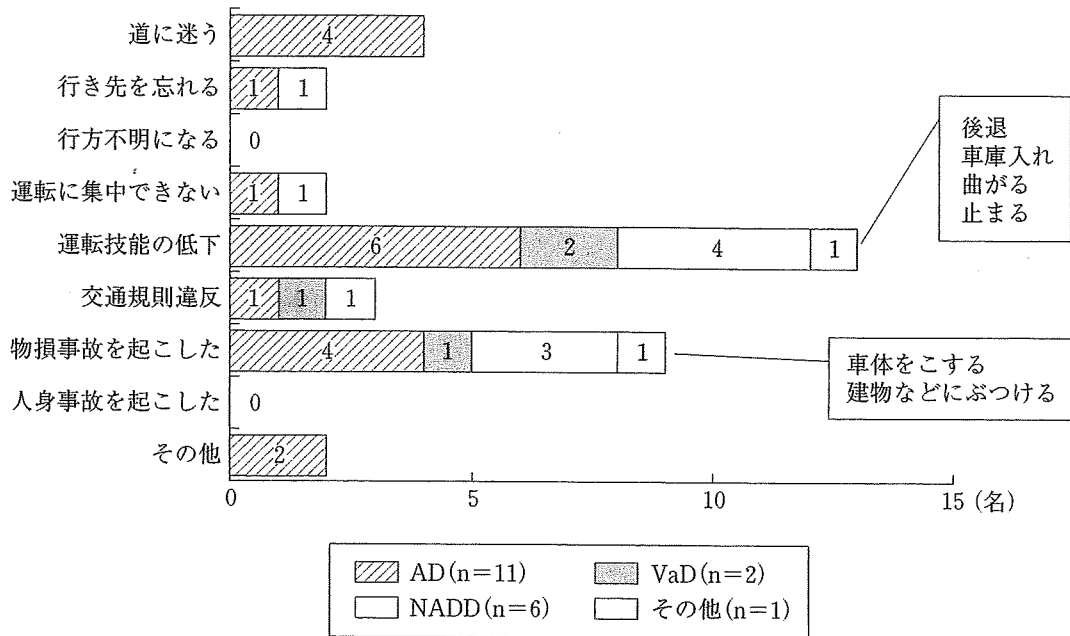 道に迷う
4
行き先を忘れる
1 1
行方不明になる
0
運転に集中できない
1 1
運転技能の低下
6 2 4 1
交通規則違反
1 1 1
物損事故を起こした
4 1 3 1
人身事故を起こした
0
その他
2
後退
車庫入れ
曲がる
止まる
車体をこする
建物などにぶつける
0 5 10 15 (名)
AD(n=11) VaD(n=2)
NADD(n=6) その他(n=1)